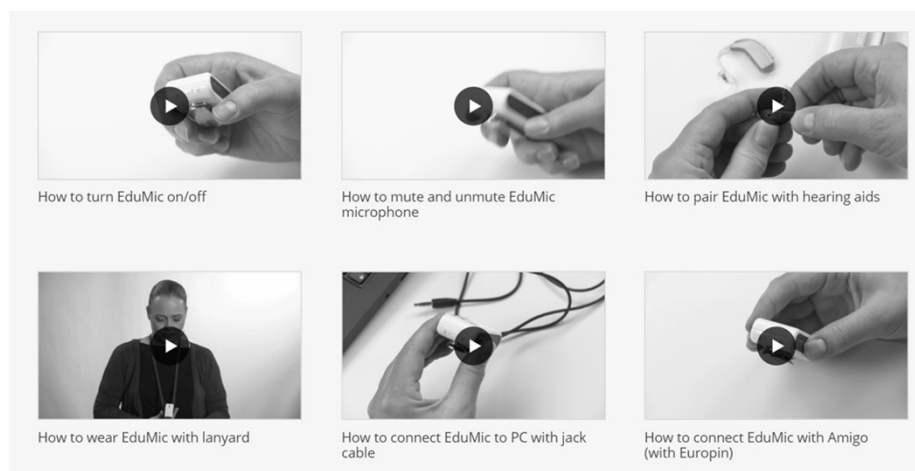 How to turn EduMic on/off
How to mute and unmute EduMic
microphone
How to pair EduMic with hearing aids
How to wear EduMic with lanyard
How to connect EduMic to PC with jack
cable
How to connect EduMic with Amigo
(with Europin)